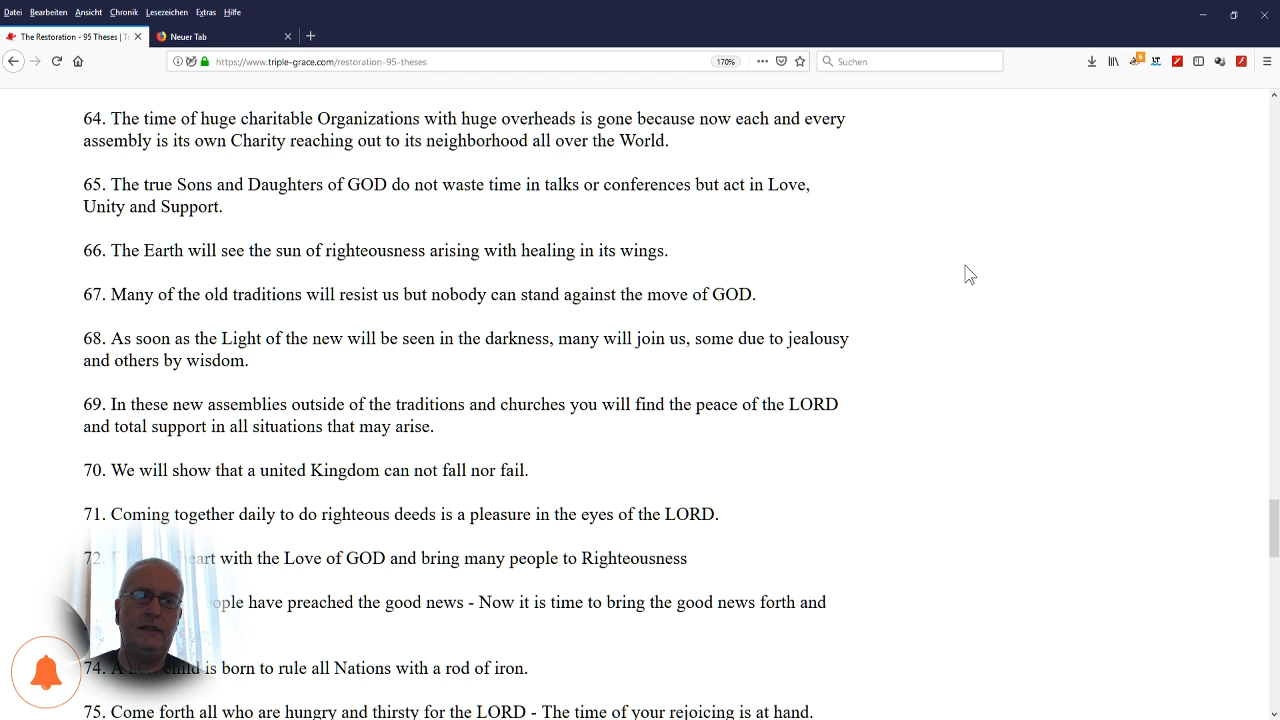 Datei Bearbeiten Ansicht Chronik Lesezeichen Extras Hilfe
The Restoration - 95 Theses | Tr
Neuer Tab
https://www.triple-grace.com/restoration-95-theses
170%
Suchen
64. The time of huge charitable Organizations with huge overheads is gone because now each and every
assembly is its own Charity reaching out to its neighborhood all over the World.
65. The true Sons and Daughters of GOD do not waste time in talks or conferences but act in Love,
Unity and Support.
66. The Earth will see the sun of righteousness arising with healing in its wings.
67. Many of the old traditions will resist us but nobody can stand against the move of GOD.
68. As soon as the Light of the new will be seen in the darkness, many will join us, some due to jealousy
and others by wisdom.
69. In these new assemblies outside of the traditions and churches you will find the peace of the LORD
and total support in all situations that may arise.
70. We will show that a united Kingdom can not fall nor fail.
71. Coming together daily to do righteous deeds is a pleasure in the eyes of the LORD.
72. heart with the Love of GOD and bring many people to Righteousness
people have preached the good news - Now it is time to bring the good news forth and
74. A child is born to rule all Nations with a rod of iron.
75. Come forth all who are hungry and thirsty for the LORD - The time of your rejoicing is at hand.